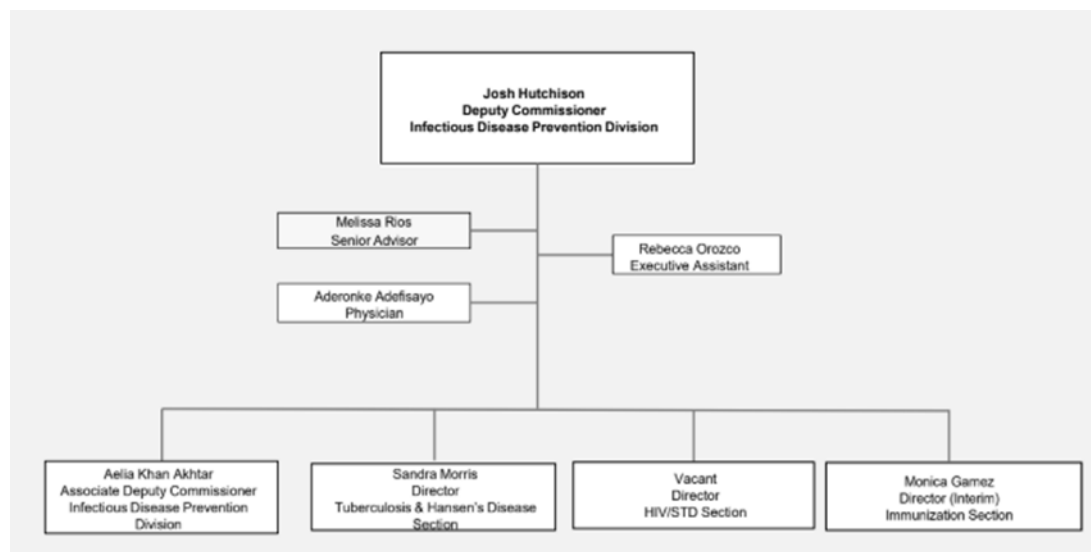 Josh Hutchison
Deputy Commissioner
Infectious Disease Prevention Division
Melissa Rios
Senior Advisor
Rebecca Orozco
Executive Assistant
Aderonke Adefisayo
Physician
Aelia Khan Akhtar
Associate Deputy Commissioner
Infectious Disease Prevention
Division
Sandra Morris
Director
Tuberculosis & Hansen's Disease
Section
Vacant
Director
HIV/STD Section
Monica Gamez
Director (Interim)
Immunization Section